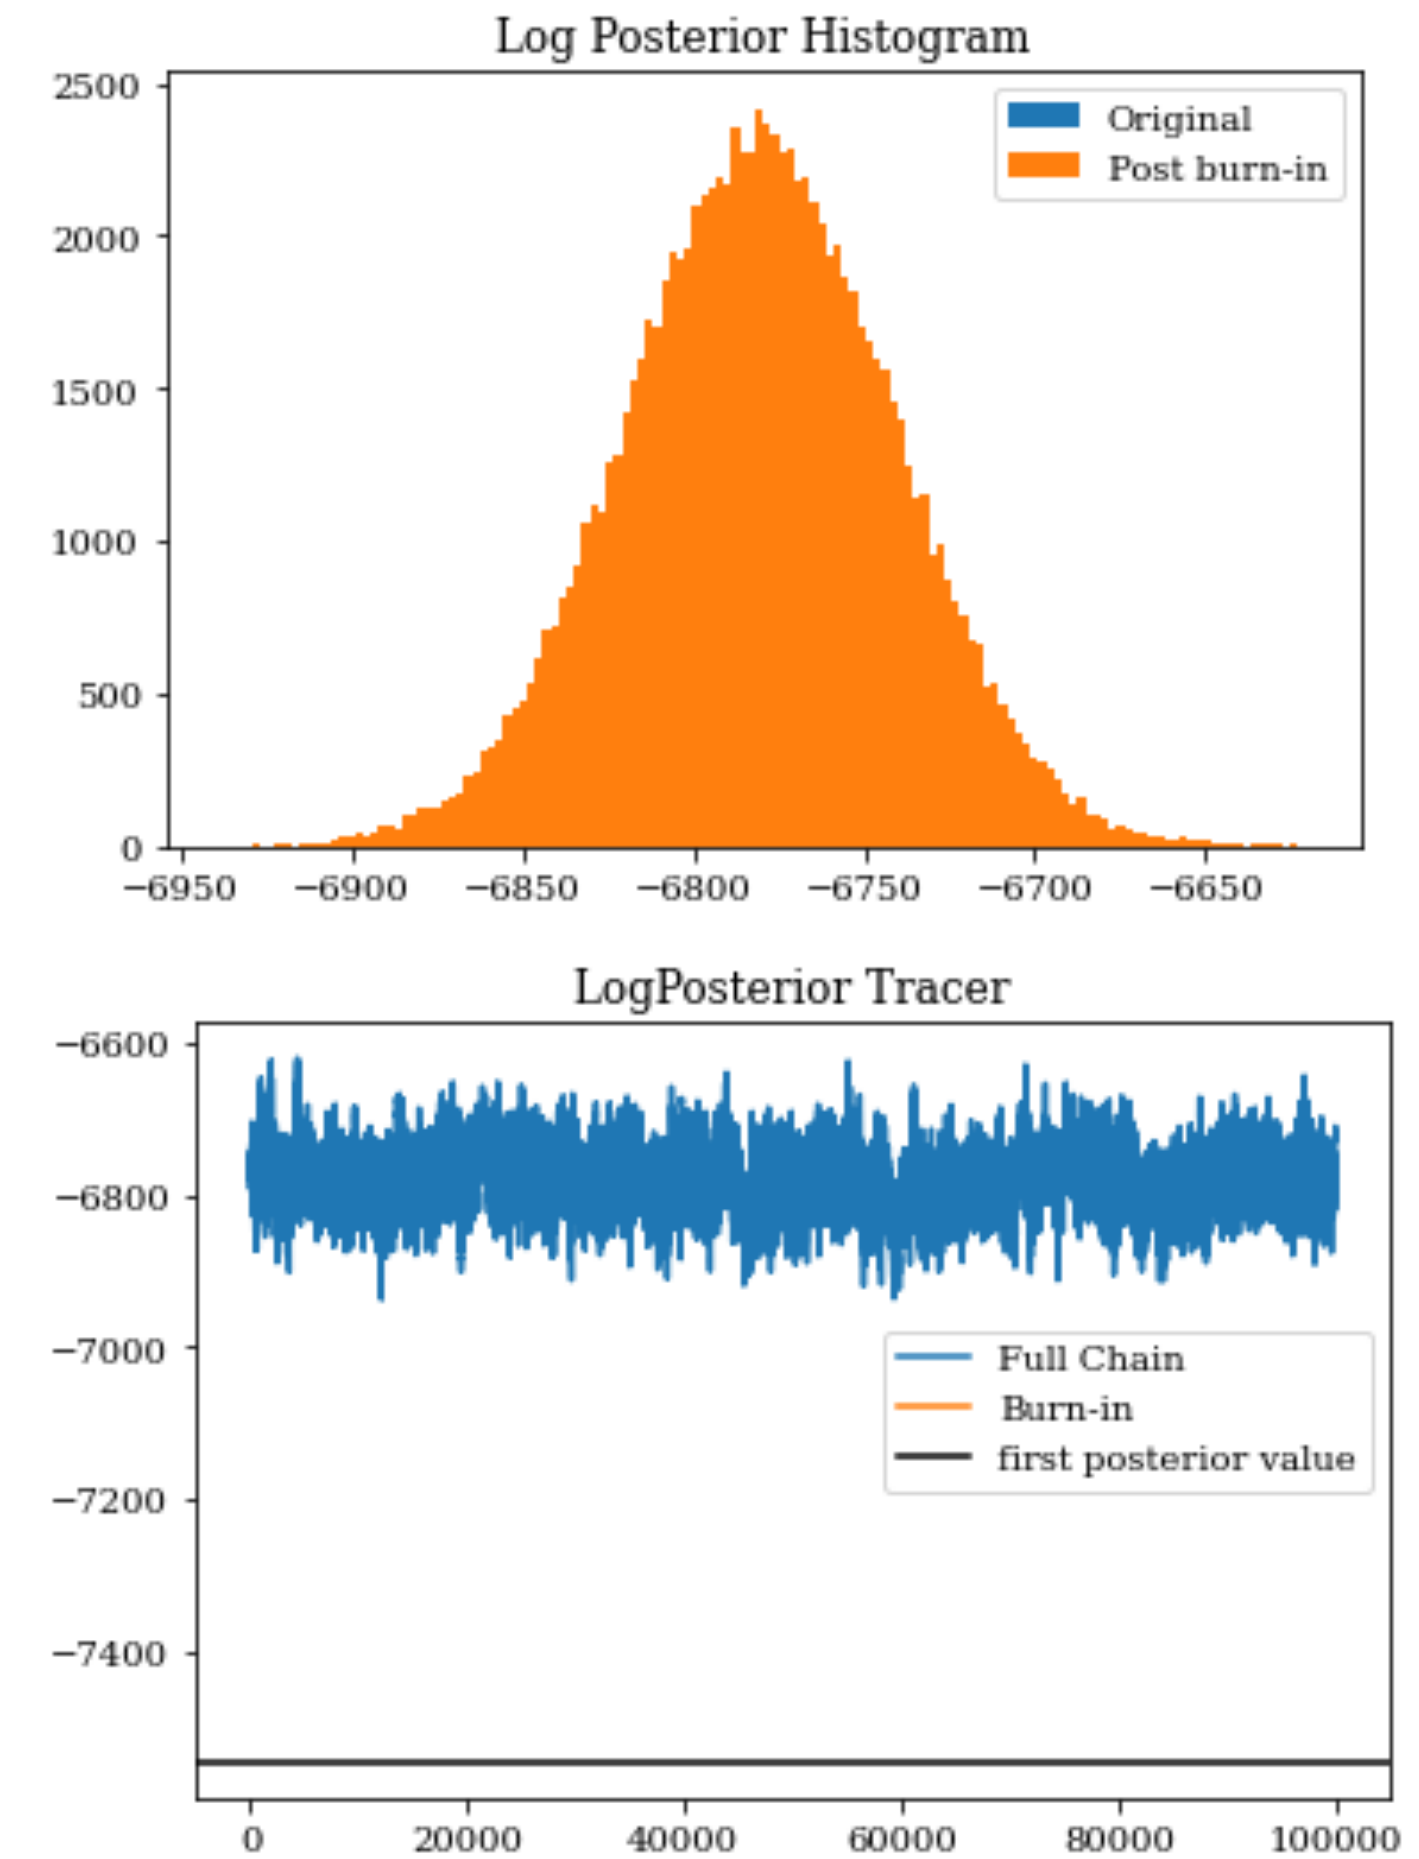 Log Posterior Histogram
2500
2000
1500
1000
500
0
Original
Post burn-in
−6950 −6900 −6850 −6800 −6750 −6700 −6650
LogPosterior Tracer
−6600
−6800
−7000
−7200
−7400
Full Chain
Burn-in
first posterior value
0 20000 40000 60000 80000 100000